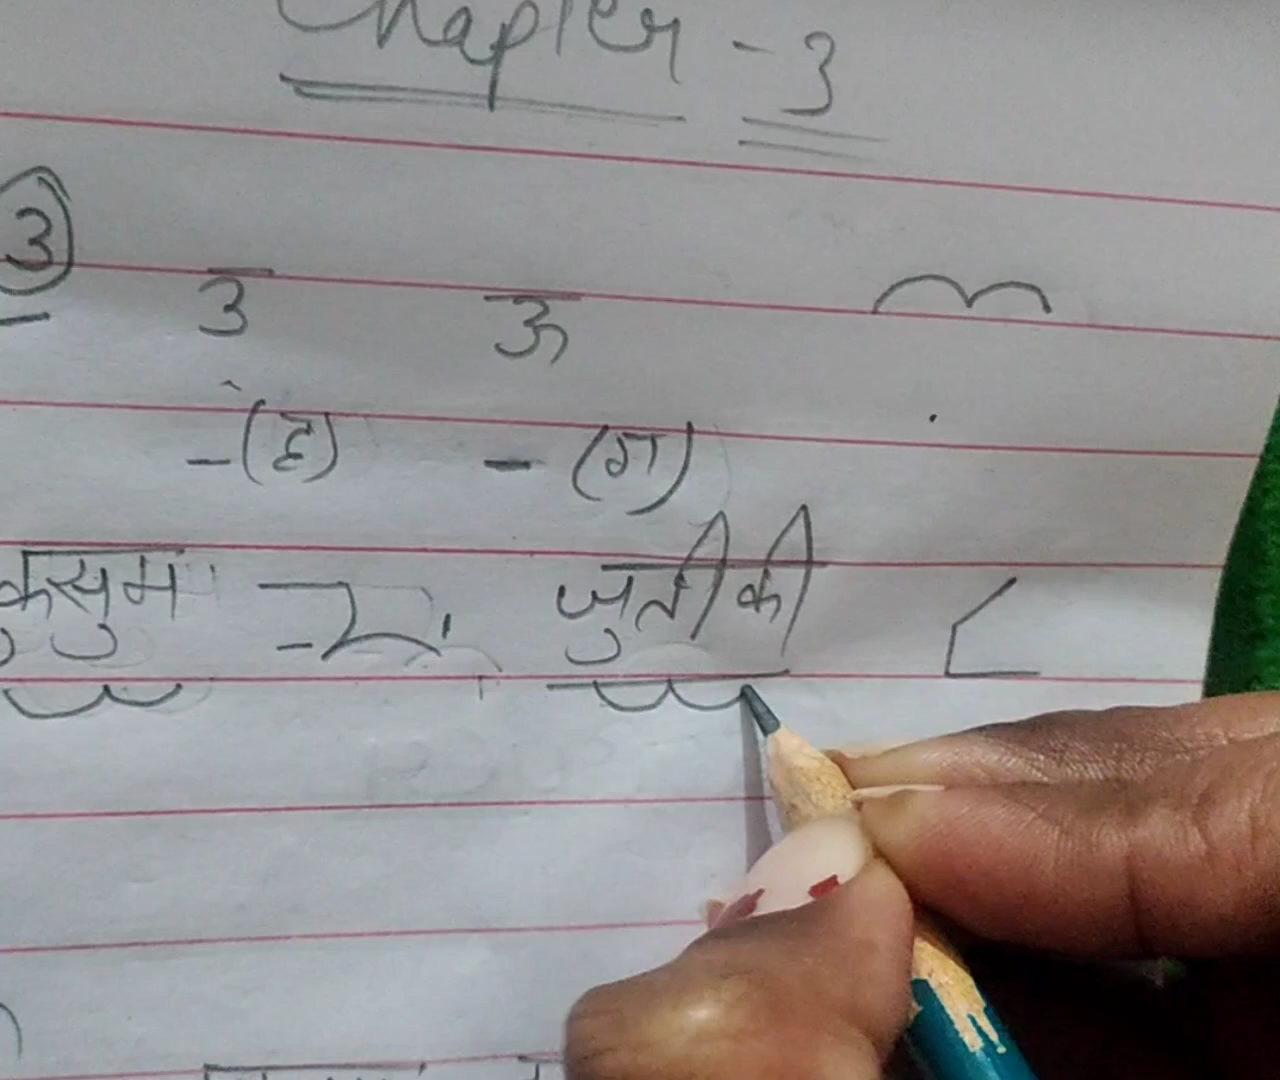 Chapter - 3
3 उ ऊ
- (ह) - (ग)
कुसुम जुतीकी